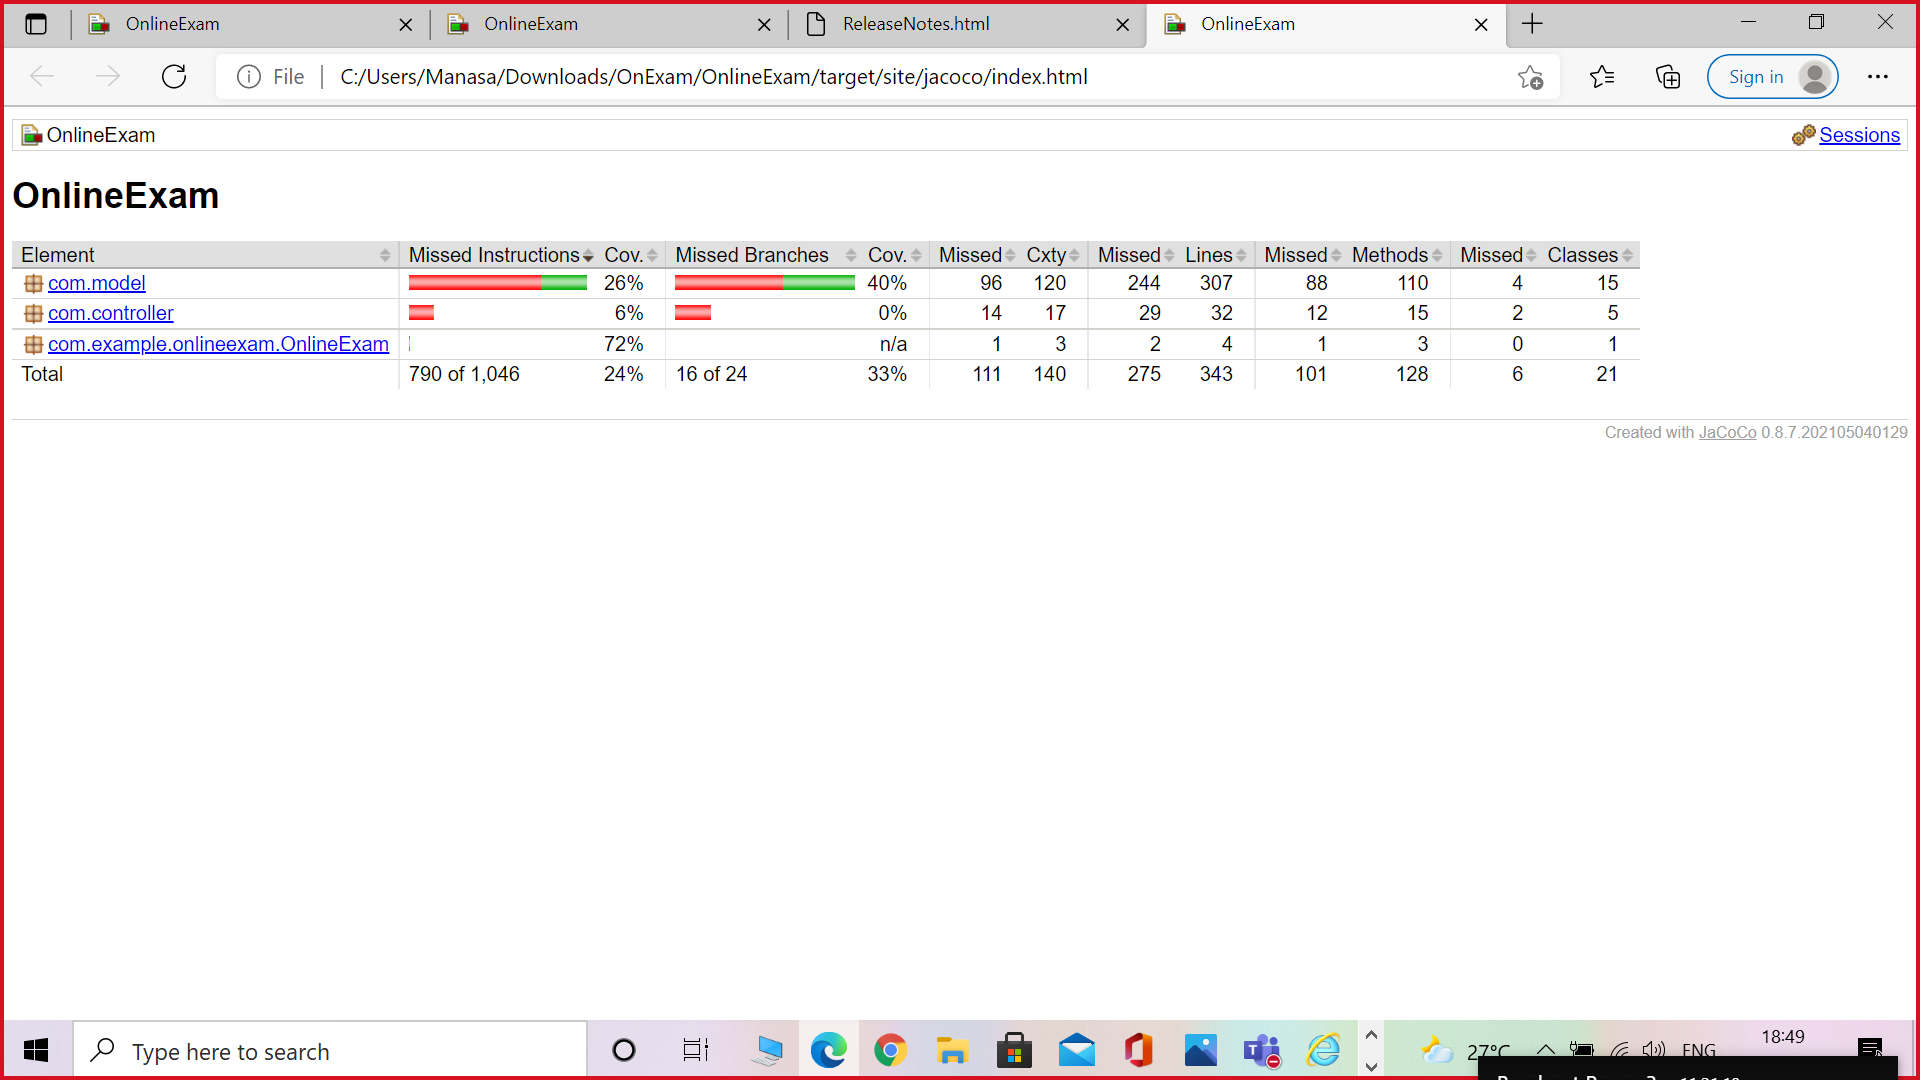 OnlineExam
OnlineExam
ReleaseNotes.html
OnlineExam
File C:/Users/Manasa/Downloads/OnExam/OnlineExam/target/site/jacoco/index.html
Sign in
OnlineExam Sessions
OnlineExam
Element Missed Instructions Cov. Missed Branches Cov. Missed Cxty Missed Lines Missed Methods Missed Classes
com.model 26% 40% 96 120 244 307 88 110 4 15
com.controller 6% 0% 14 17 29 32 12 15 2 5
com.example.onlineexam.OnlineExam 72% n/a 1 3 2 4 1 3 0 1
Total 790 of 1,046 24% 16 of 24 33% 111 140 275 343 101 128 6 21
Created with JaCoCo 0.8.7.202105040129
Type here to search
27°C ENG 18:49